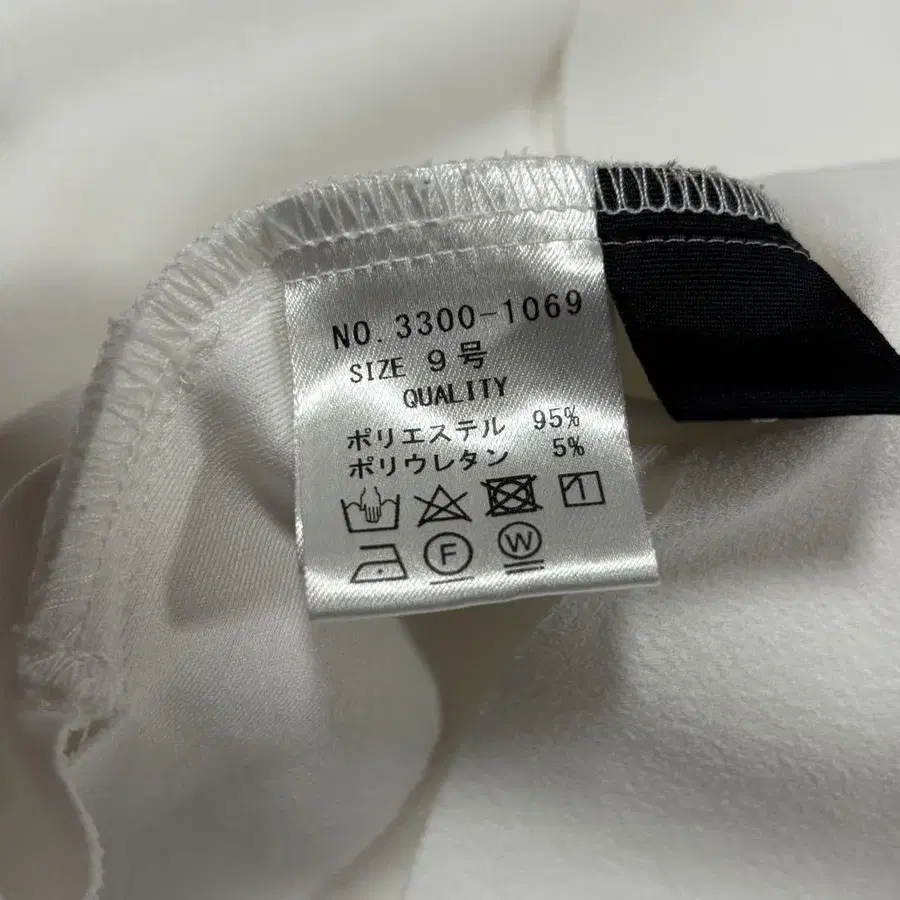 NO. 3300-1069
SIZE 9号
QUALITY
ポリエステル 95%
ポリウレタン 5%
F W